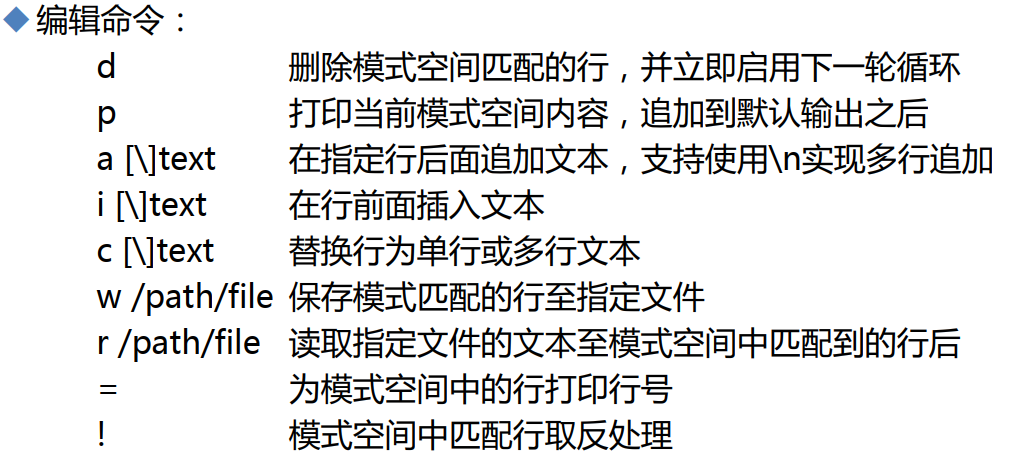 ◆ 编辑命令：
d 删除模式空间匹配的行，并立即启用下一轮循环
p 打印当前模式空间内容，追加到默认输出之后
a [\]text 在指定行后面追加文本，支持使用\n实现多行追加
i [\]text 在行前面插入文本
c [\]text 替换行为单行或多行文本
w /path/file 保存模式匹配的行至指定文件
r /path/file 读取指定文件的文本至模式空间中匹配到的行后
= 为模式空间中的行打印行号
! 模式空间中匹配行取反处理